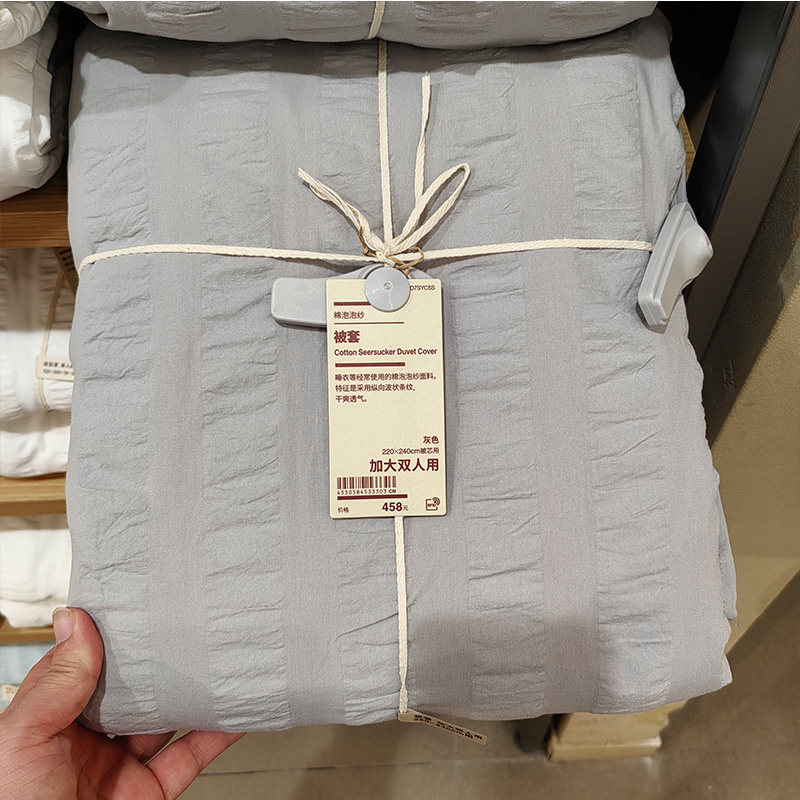 D7SYC5S
棉泡泡纱
被套
Cotton Seersucker Duvet Cover
睡衣等经常使用的棉泡泡纱面料。
特征是采用纵向波状条纹,
干爽透气。
灰色
220×240cm被芯用
加大双人用
4550584533303 CN
价格 458元